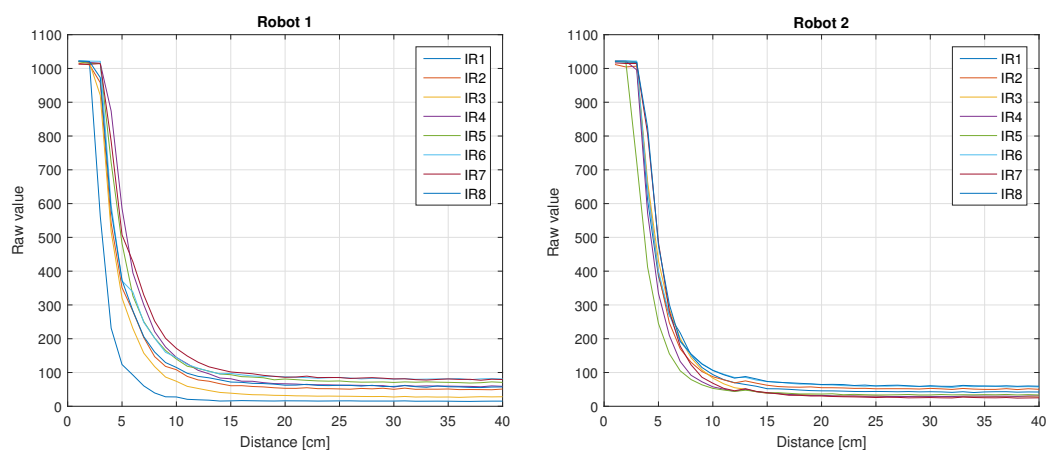 Robot 1
1100
1000
900
800
700
600
500
400
300
200
100
0
Raw value
0 5 10 15 20 25 30 35 40
Distance [cm]
IR1
IR2
IR3
IR4
IR5
IR6
IR7
IR8
Robot 2
1100
1000
900
800
700
600
500
400
300
200
100
0
Raw value
0 5 10 15 20 25 30 35 40
Distance [cm]
IR1
IR2
IR3
IR4
IR5
IR6
IR7
IR8